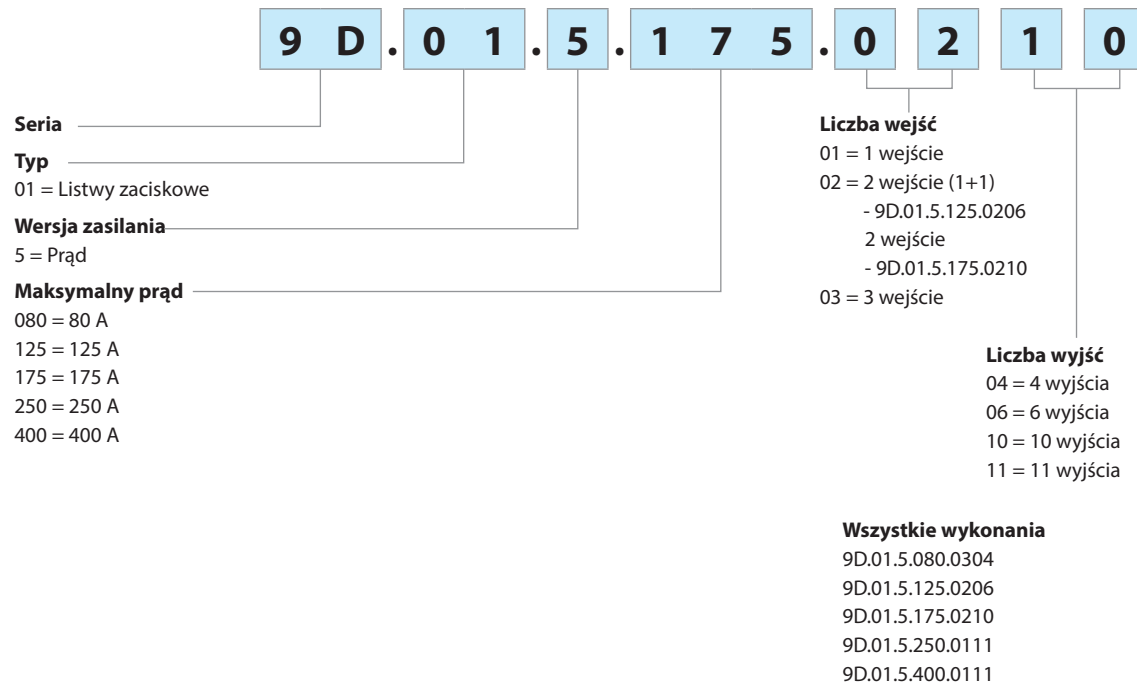 9 D . 0 1 . 5 . 1 7 5 . 0 2 1 0
Seria
Typ
01 = Listwy zaciskowe
Wersja zasilania
5 = Prąd
Maksymalny prąd
080 = 80 A
125 = 125 A
175 = 175 A
250 = 250 A
400 = 400 A
Liczba wejść
01 = 1 wejście
02 = 2 wejście (1+1)
- 9D.01.5.125.0206
2 wejście
- 9D.01.5.175.0210
03 = 3 wejście
Liczba wyjść
04 = 4 wyjścia
06 = 6 wyjścia
10 = 10 wyjścia
11 = 11 wyjścia
Wszystkie wykonania
9D.01.5.080.0304
9D.01.5.125.0206
9D.01.5.175.0210
9D.01.5.250.0111
9D.01.5.400.0111